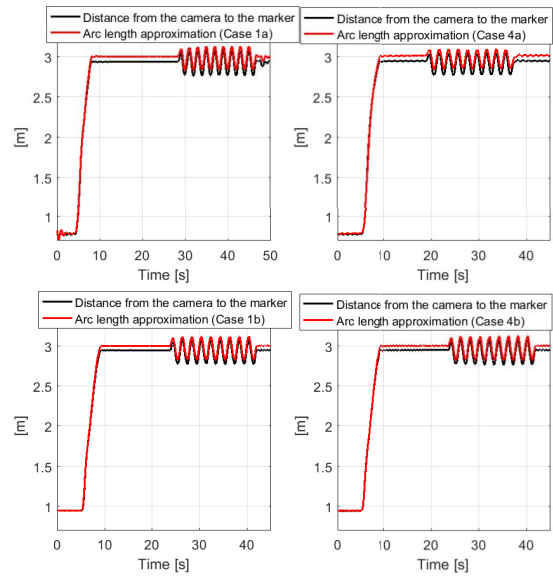 Distance from the camera to the marker
Arc length approximation (Case 1a)
3
2.5
2
1.5
1
[m]
0 10 20 30 40 50
Time [s]
Distance from the camera to the marker
Arc length approximation (Case 4a)
3
2.5
2
1.5
1
[m]
0 10 20 30 40
Time [s]
Distance from the camera to the marker
Arc length approximation (Case 1b)
3
2.5
2
1.5
1
[m]
0 10 20 30 40
Time [s]
Distance from the camera to the marker
Arc length approximation (Case 4b)
3
2.5
2
1.5
1
[m]
0 10 20 30 40
Time [s]